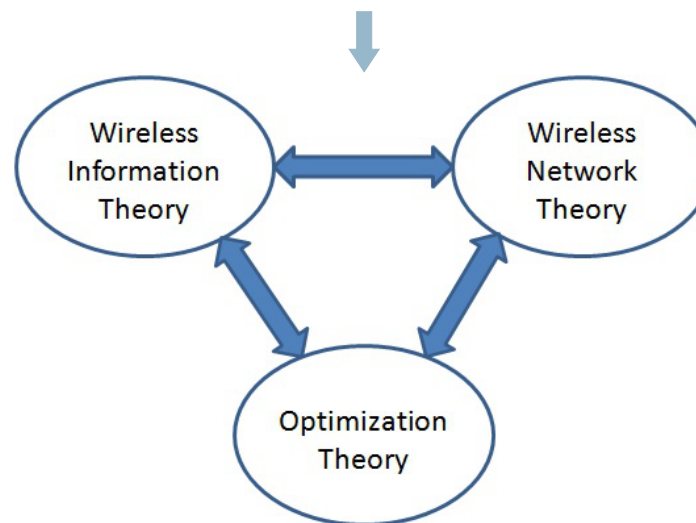 Wireless
Information
Theory
Wireless
Network
Theory
Optimization
Theory